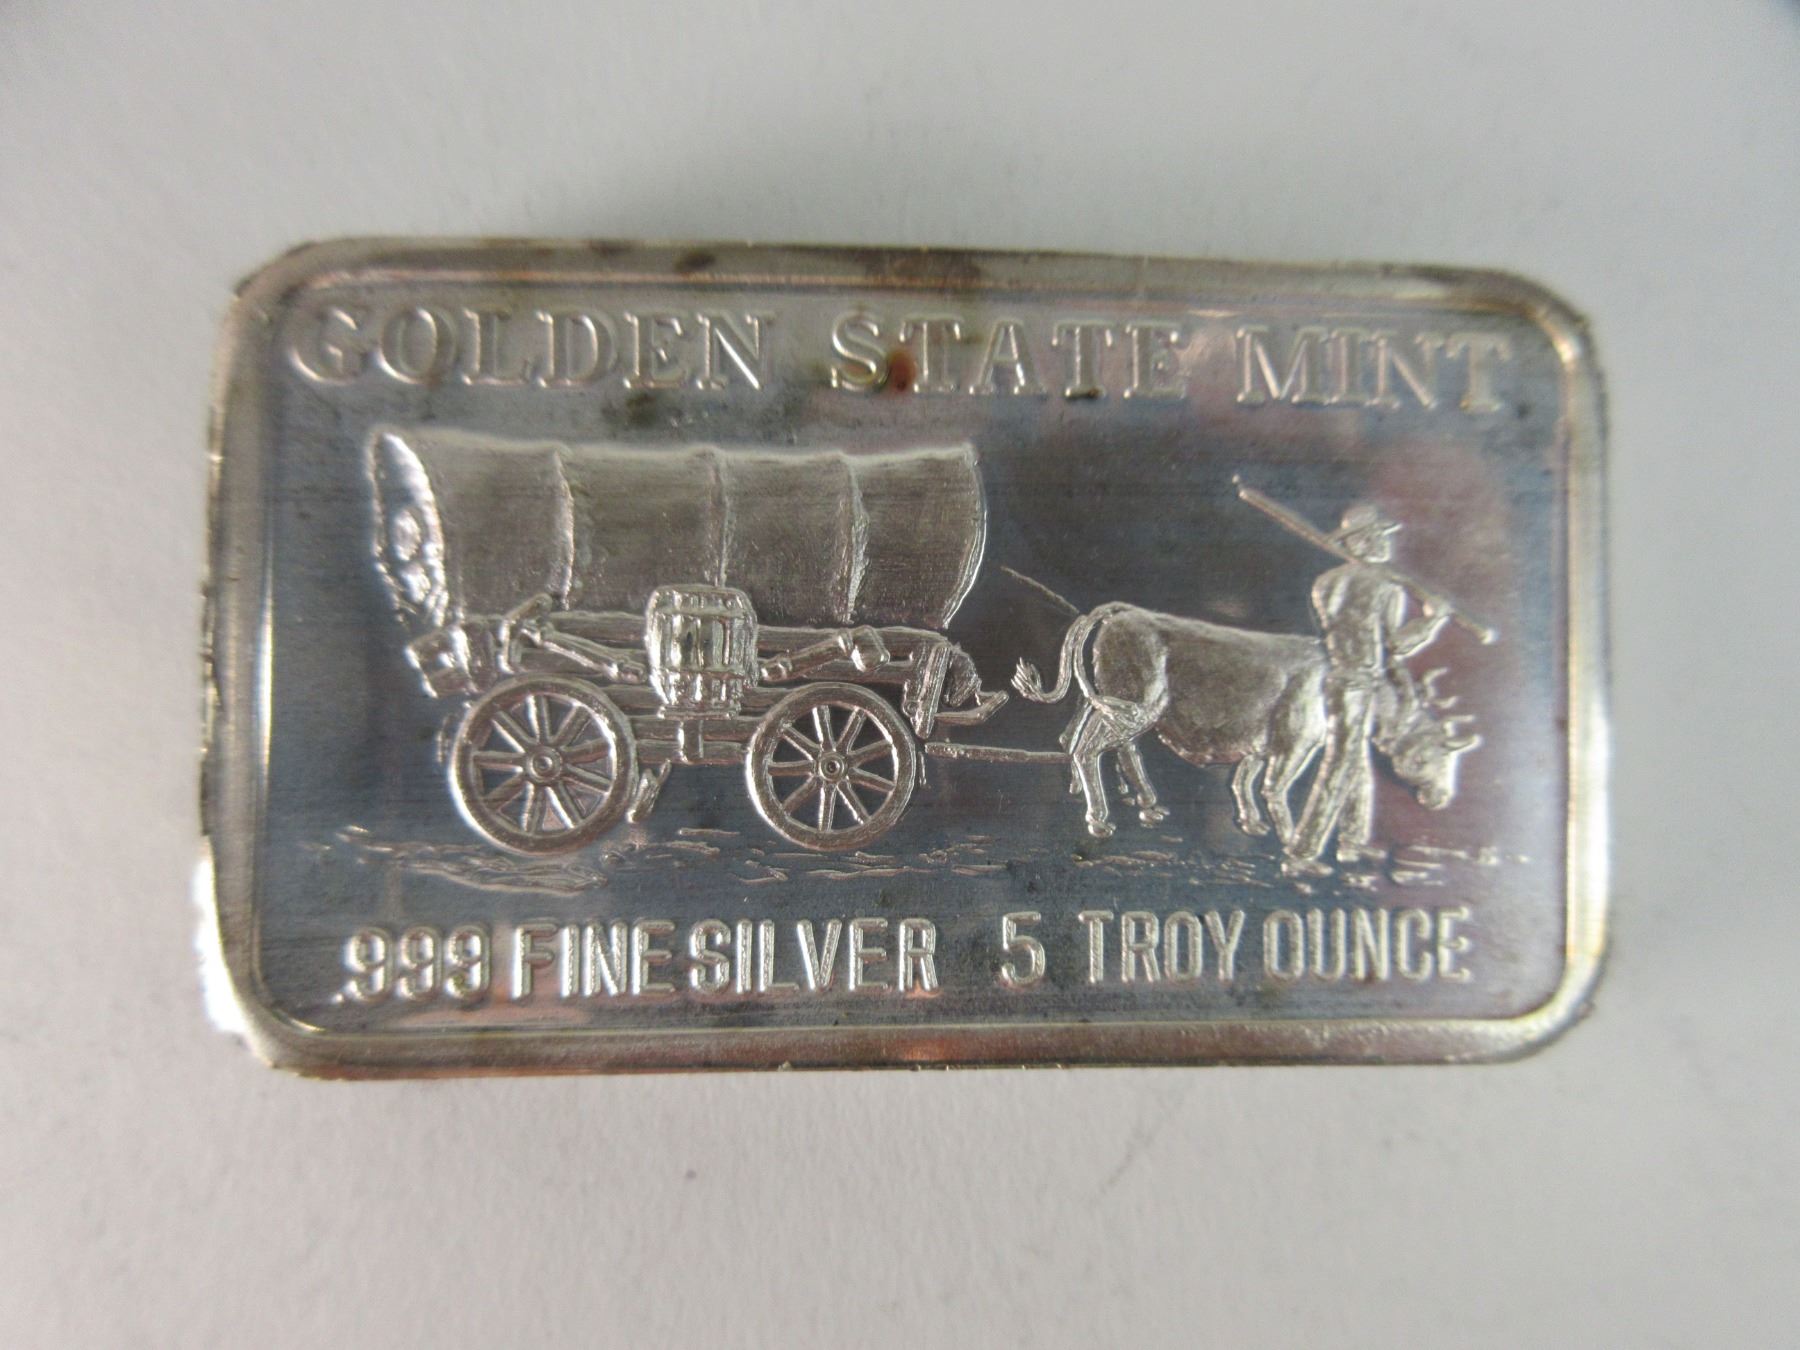 GOLDEN STATE MINT
.999 FINE SILVER 5 TROY OUNCE